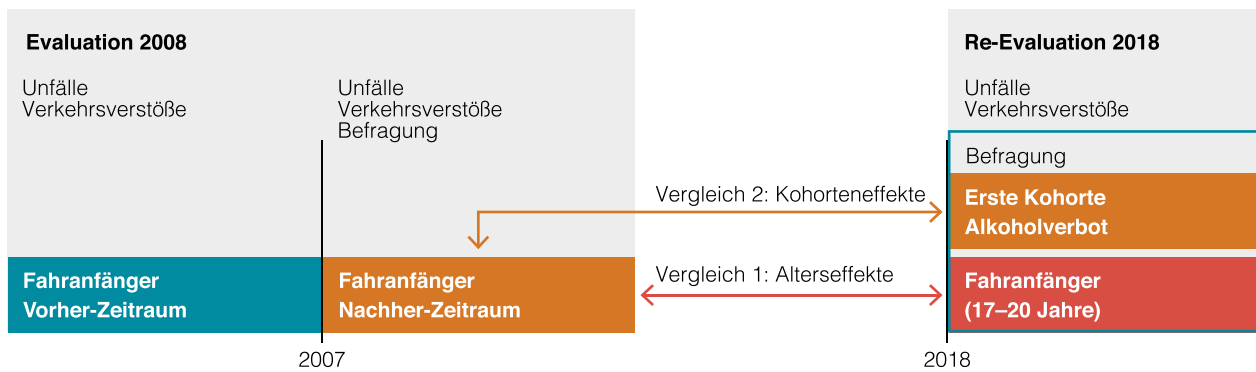 Evaluation 2008
Unfälle
Verkehrsverstöße
Unfälle
Verkehrsverstöße
Befragung
Fahranfänger
Vorher-Zeitraum
Fahranfänger
Nachher-Zeitraum
2007
Vergleich 2: Kohorteneffekte
Vergleich 1: Alterseffekte
Re-Evaluation 2018
Unfälle
Verkehrsverstöße
Befragung
Erste Kohorte
Alkoholverbot
Fahranfänger
(17–20 Jahre)
2018